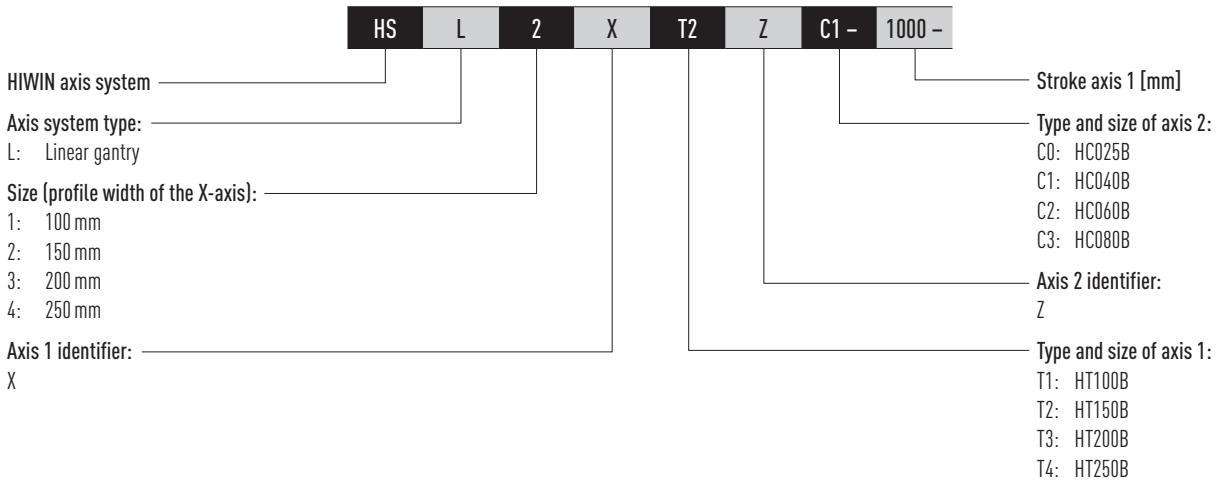 HS L 2 X T2 Z C1 – 1000 –
HIWIN axis system
Axis system type:
L: Linear gantry
Size (profile width of the X-axis):
1: 100 mm
2: 150 mm
3: 200 mm
4: 250 mm
Axis 1 identifier:
X
Stroke axis 1 [mm]
Type and size of axis 2:
C0: HC025B
C1: HC040B
C2: HC060B
C3: HC080B
Axis 2 identifier:
Z
Type and size of axis 1:
T1: HT100B
T2: HT150B
T3: HT200B
T4: HT250B